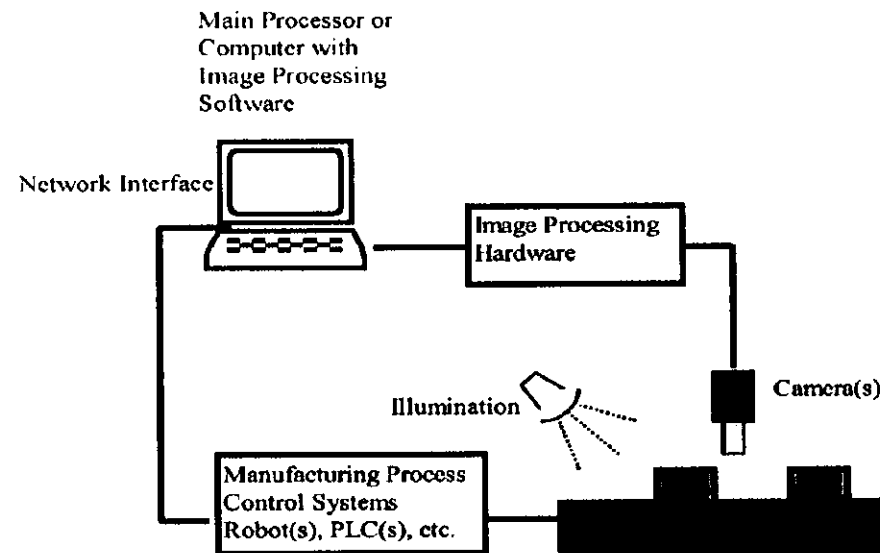 Main Processor or
Computer with
Image Processing
Software
Network Interface
Image Processing
Hardware
Illumination
Camera(s)
Manufacturing Process
Control Systems
Robot(s), PLC(s), etc.